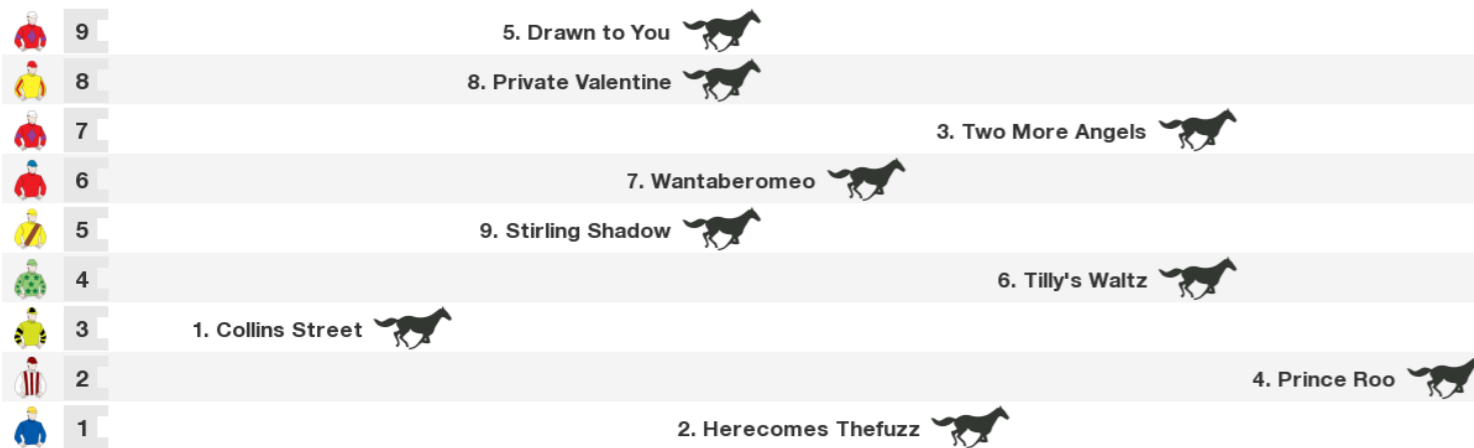 9 5. Drawn to You
8 8. Private Valentine
7 3. Two More Angels
6 7. Wantaberomeo
5 9. Stirling Shadow
4 6. Tilly's Waltz
3 1. Collins Street
2 4. Prince Roo
1 2. Herecomes Thefuzz